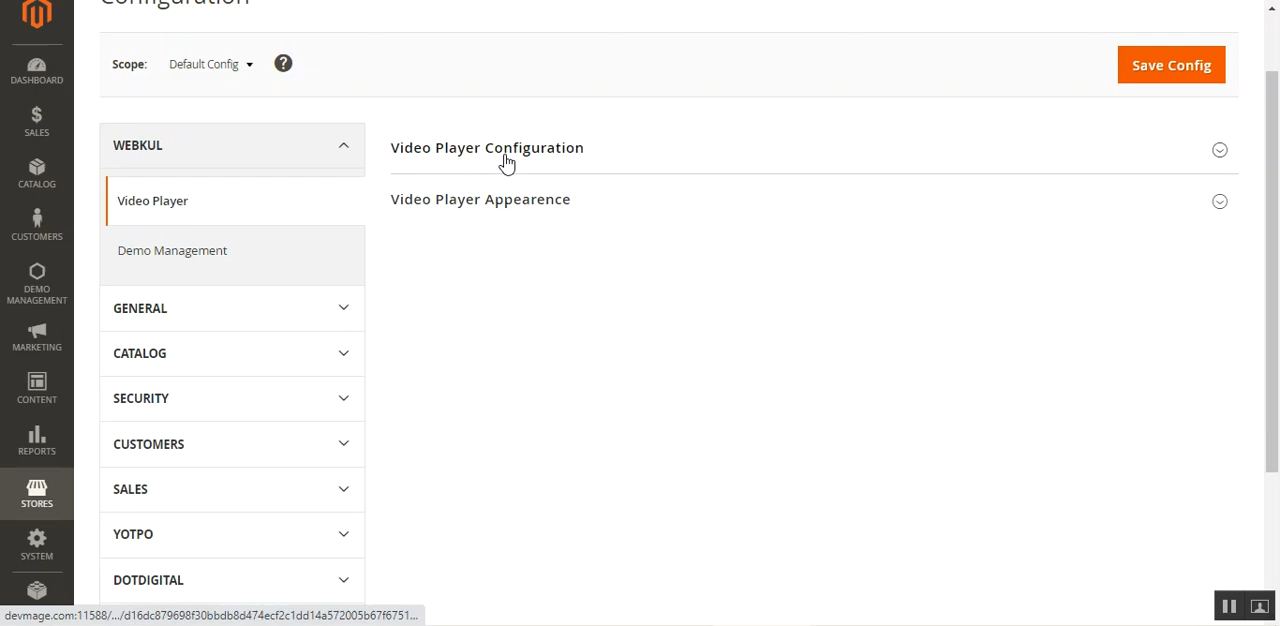 Configuration
Scope: Default Config ?
Save Config
DASHBOARD
SALES
CATALOG
CUSTOMERS
DEMO
MANAGEMENT
MARKETING
CONTENT
REPORTS
STORES
SYSTEM
WEBKUL
Video Player
Demo Management
GENERAL
CATALOG
SECURITY
CUSTOMERS
SALES
YOTPO
DOTDIGITAL
Video Player Configuration
Video Player Appearence
devmage.com:11588/.../d16dc879698f30bbdb8d474ecf2c1dd14a572005b67f6751...